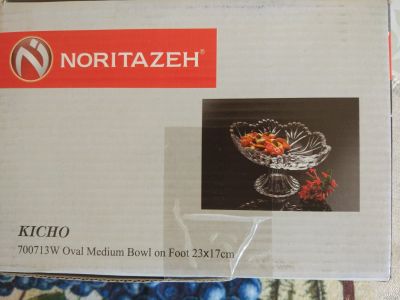 NORITAZEH®
KICHO
700713W Oval Medium Bowl on Foot 23x17cm